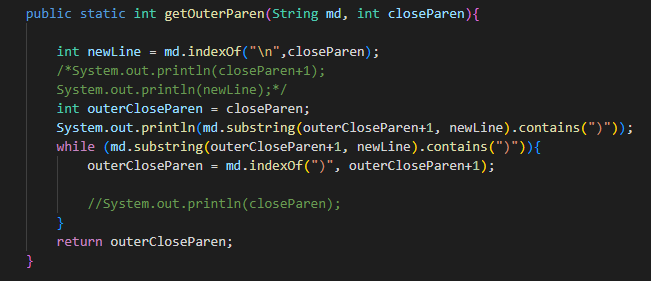 public static int getOuterParen(String md, int closeParen){
int newLine = md.indexOf("\n",closeParen);
/*System.out.println(closeParen+1);
System.out.println(newLine);*/
int outerCloseParen = closeParen;
System.out.println(md.substring(outerCloseParen+1, newLine).contains(")"));
while (md.substring(outerCloseParen+1, newLine).contains(")")){
outerCloseParen = md.indexOf(")", outerCloseParen+1);
//System.out.println(closeParen);
}
return outerCloseParen;
}